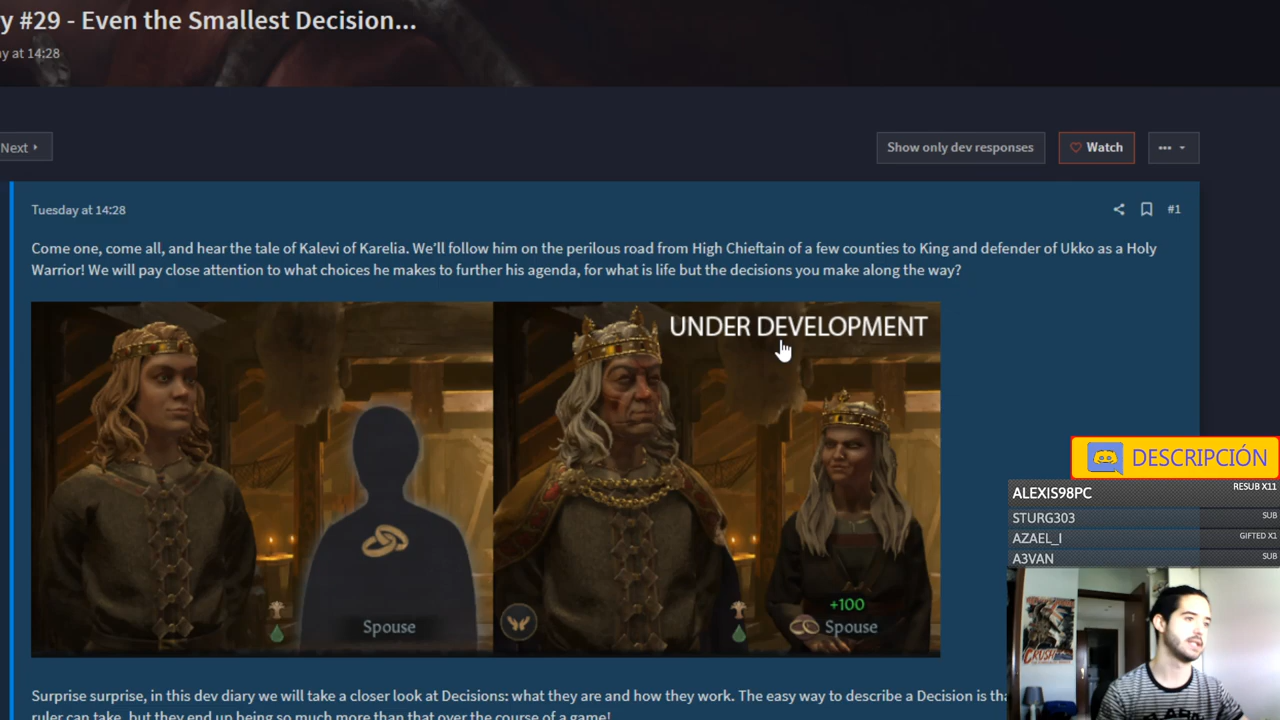 y #29 - Even the Smallest Decision...
ay at 14:28
Next
Show only dev responses
Watch
Tuesday at 14:28
#1
Come one, come all, and hear the tale of Kalevi of Karelia. We'll follow him on the perilous road from High Chieftain of a few counties to King and defender of Ukko as a Holy
Warrior! We will pay close attention to what choices he makes to further his agenda, for what is life but the decisions you make along the way?
UNDER DEVELOPMENT
Spouse
+100
Spouse
DESCRIPCIÓN
ALEXIS98PC RESUB X11
STURG303 SUB
AZAEL_I GIFTED X1
A3VAN SUB
CRUSH
Surprise surprise, in this dev diary we will take a closer look at Decisions: what they are and how they work. The easy way to describe a Decision is tha
ruler can take, but they end up being so much more than that over the course of a game!